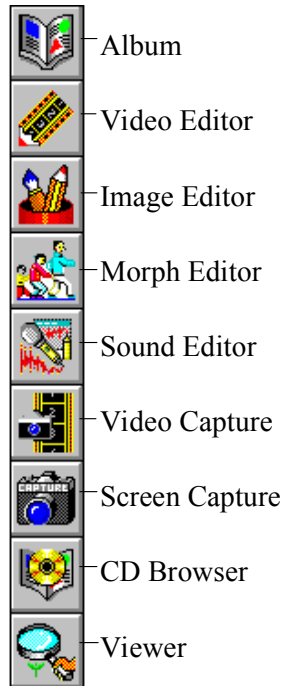 Album
Video Editor
Image Editor
Morph Editor
Sound Editor
Video Capture
CAPTURE
Screen Capture
CD Browser
Viewer